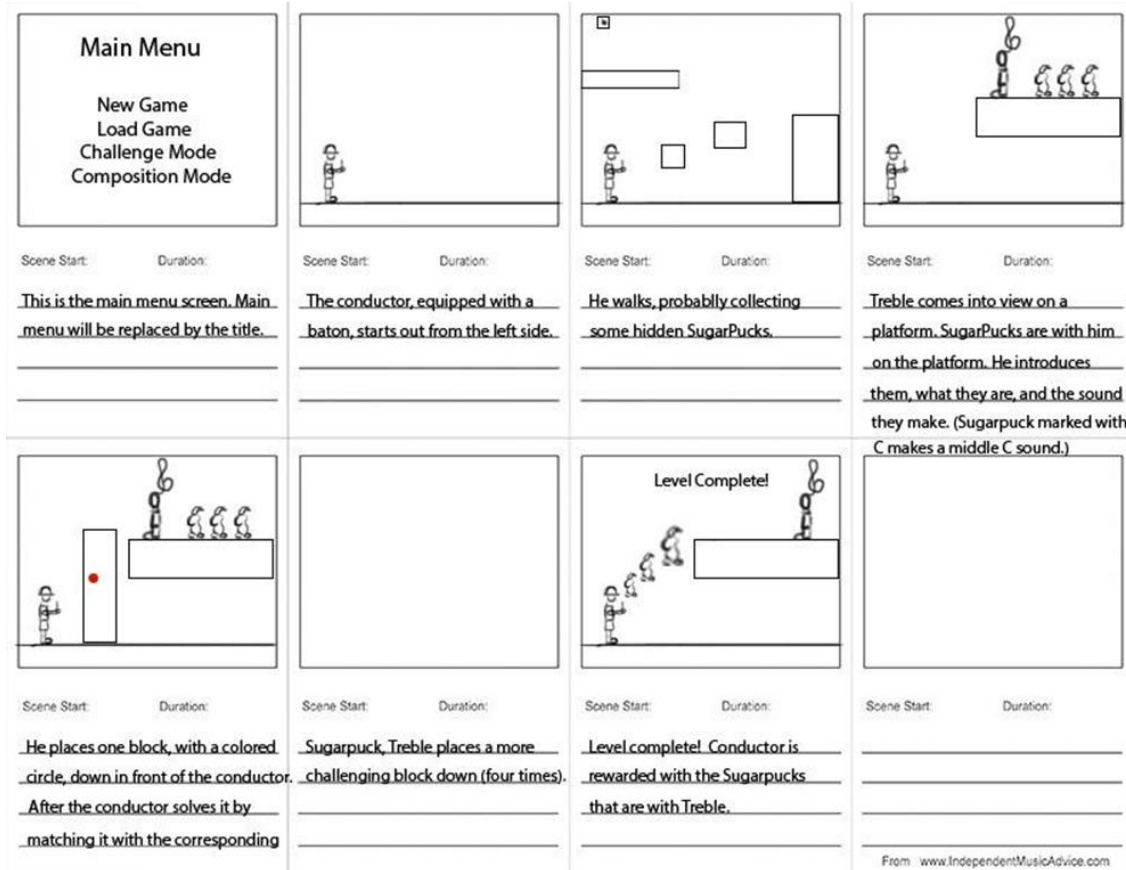 Main Menu
New Game
Load Game
Challenge Mode
Composition Mode
Scene Start: Duration:
This is the main menu screen. Main
menu will be replaced by the title.
Scene Start: Duration:
The conductor, equipped with a
baton, starts out from the left side.
Scene Start: Duration:
He walks, probablly collecting
some hidden SugarPucks.
Scene Start: Duration:
Treble comes into view on a
platform. SugarPucks are with him
on the platform. He introduces
them, what they are, and the sound
they make. (Sugarpuck marked with
C makes a middle C sound.)
Scene Start: Duration:
He places one block, with a colored
circle, down in front of the conductor.
After the conductor solves it by
matching it with the corresponding
Scene Start: Duration:
Sugarpuck, Treble places a more
challenging block down (four times).
Level Complete!
Scene Start: Duration:
Level complete! Conductor is
rewarded with the Sugarpucks
that are with Treble.
Scene Start: Duration:
From www.IndependentMusicAdvice.com